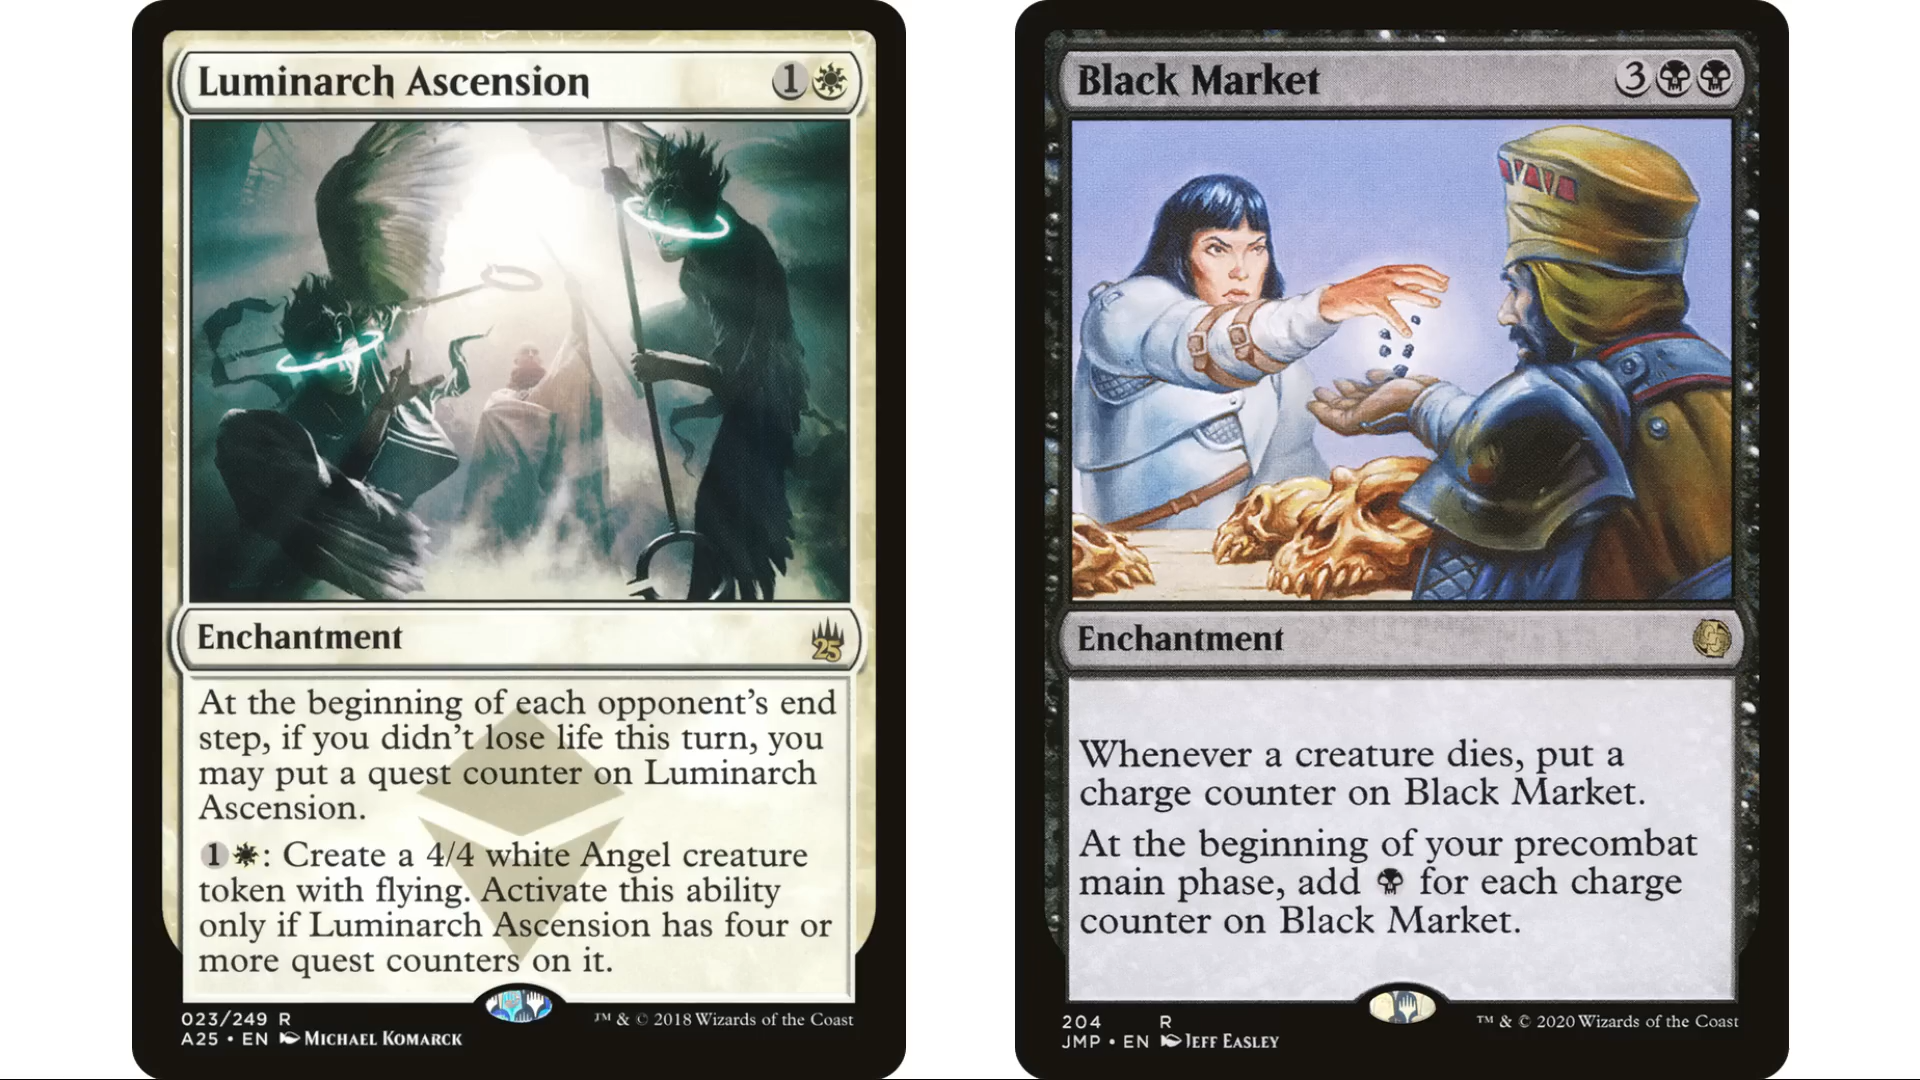 Luminarch Ascension 1
Enchantment
25
At the beginning of each opponent's end
step, if you didn't lose life this turn, you
may put a quest counter on Luminarch
Ascension.
1 : Create a 4/4 white Angel creature
token with flying. Activate this ability
only if Luminarch Ascension has four or
more quest counters on it.
023/249 R
A25 • EN MICHAEL KOMARCK
™ & © 2018 Wizards of the Coast
Black Market 3
Enchantment
Whenever a creature dies, put a
charge counter on Black Market.
At the beginning of your precombat
main phase, add for each charge
counter on Black Market.
204 R
JMP • EN JEFF EASLEY
™ & © 2020 Wizards of the Coast